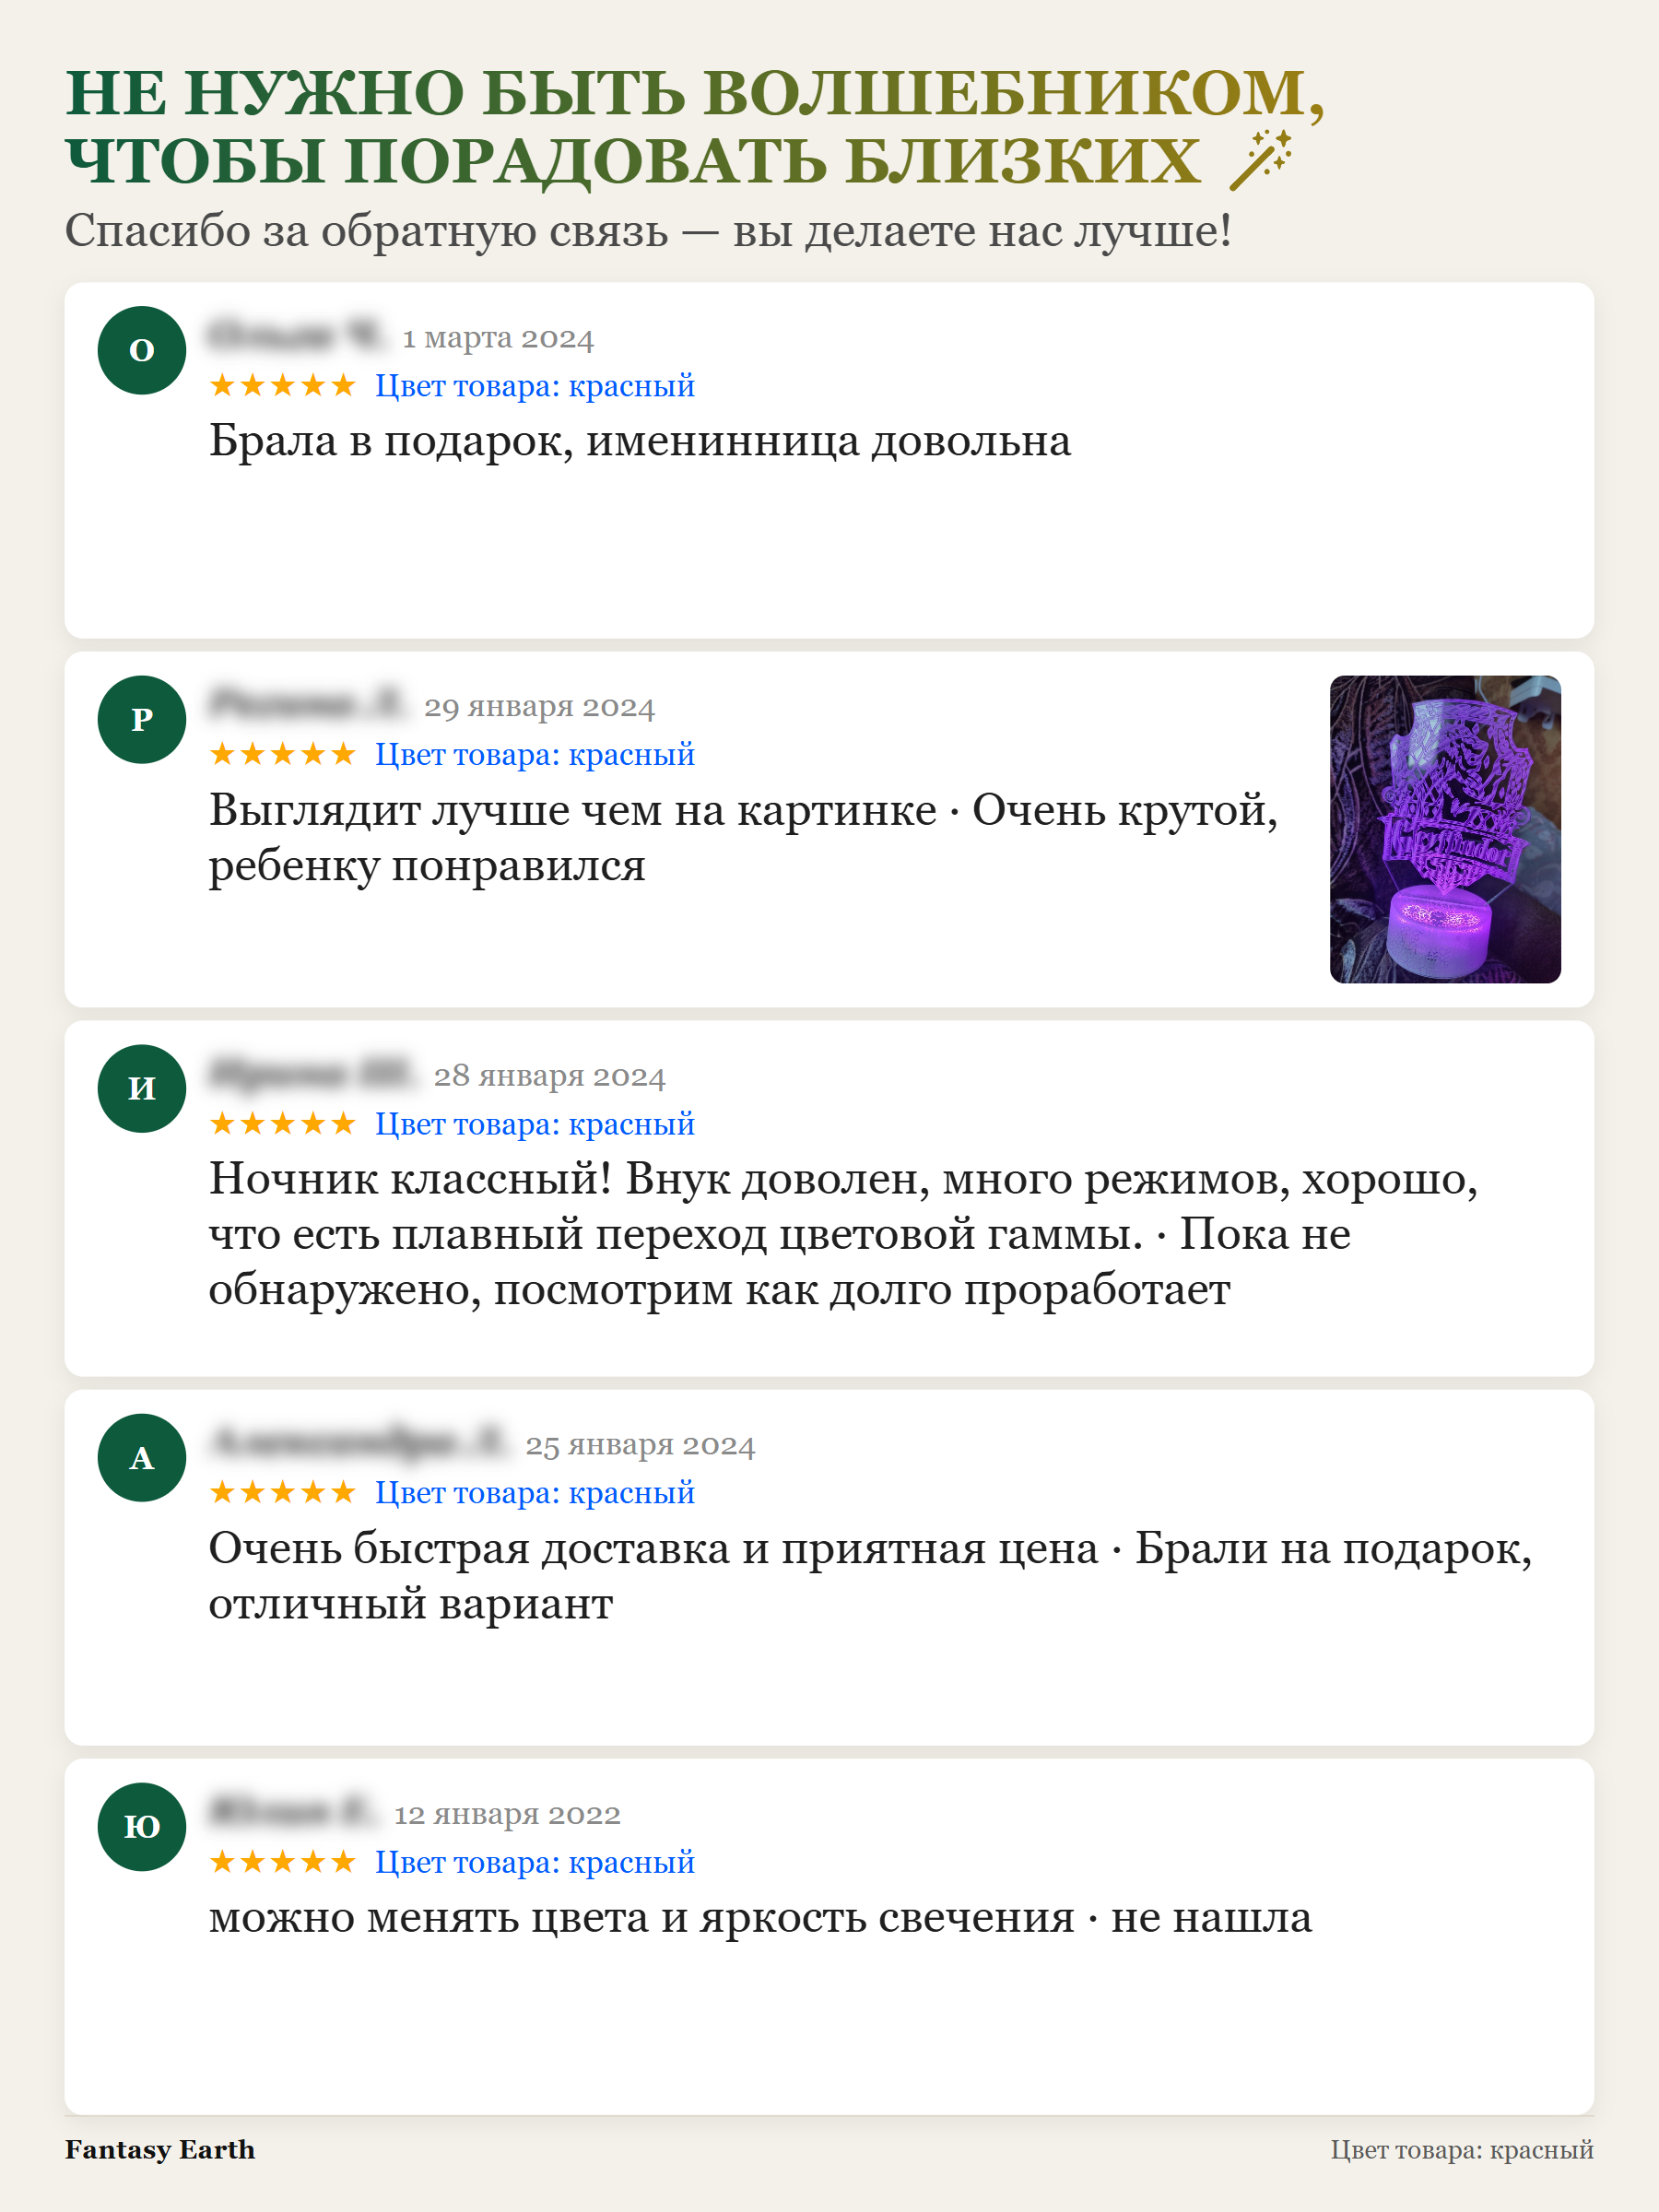 НЕ НУЖНО БЫТЬ ВОЛШЕБНИКОМ,
ЧТОБЫ ПОРАДОВАТЬ БЛИЗКИХ
Спасибо за обратную связь — вы делаете нас лучше!
О
1 марта 2024
★★★★★ Цвет товара: красный
Брала в подарок, именинница довольна
Р
29 января 2024
★★★★★ Цвет товара: красный
Выглядит лучше чем на картинке · Очень крутой,
ребенку понравился
Gryffindor
И
28 января 2024
★★★★★ Цвет товара: красный
Ночник классный! Внук доволен, много режимов, хорошо,
что есть плавный переход цветовой гаммы. · Пока не
обнаружено, посмотрим как долго проработает
А
25 января 2024
★★★★★ Цвет товара: красный
Очень быстрая доставка и приятная цена · Брали на подарок,
отличный вариант
Ю
12 января 2022
★★★★★ Цвет товара: красный
можно менять цвета и яркость свечения · не нашла
Fantasy Earth
Цвет товара: красный